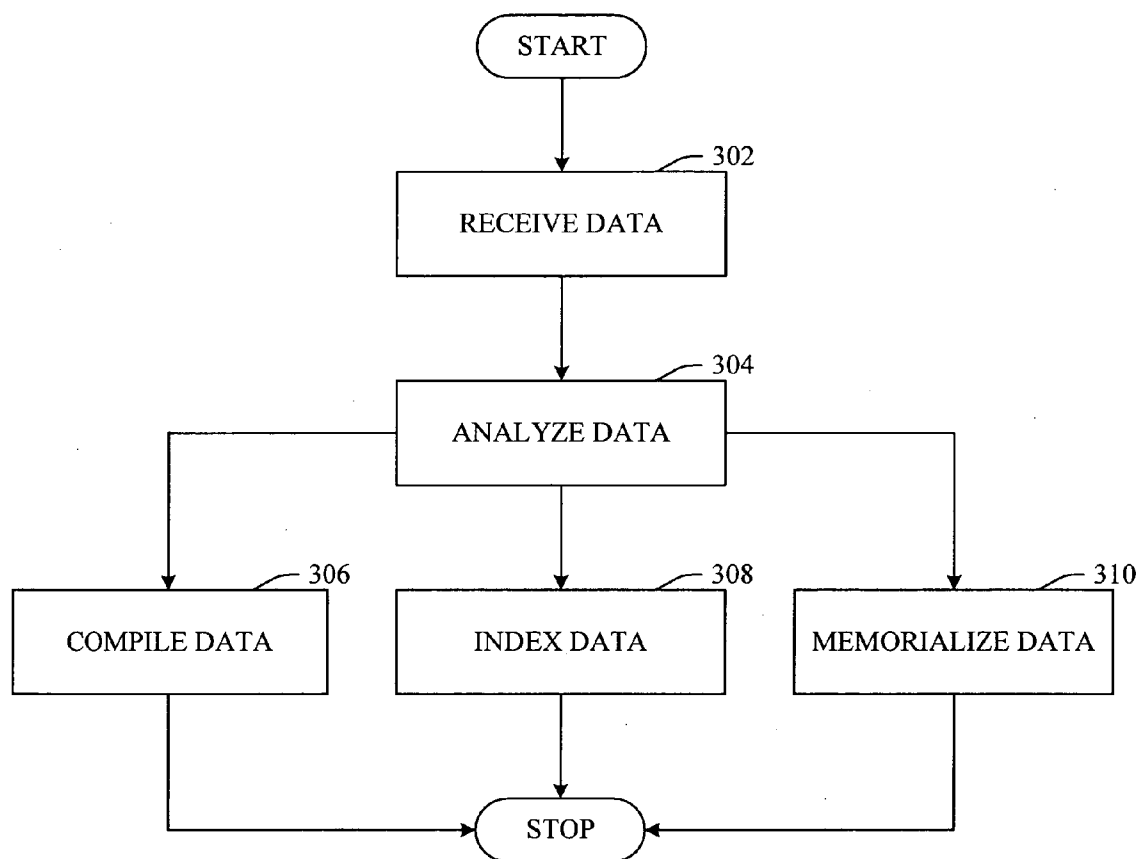 START
302
RECEIVE DATA
304
ANALYZE DATA
306
COMPILE DATA
308
INDEX DATA
310
MEMORIALIZE DATA
STOP